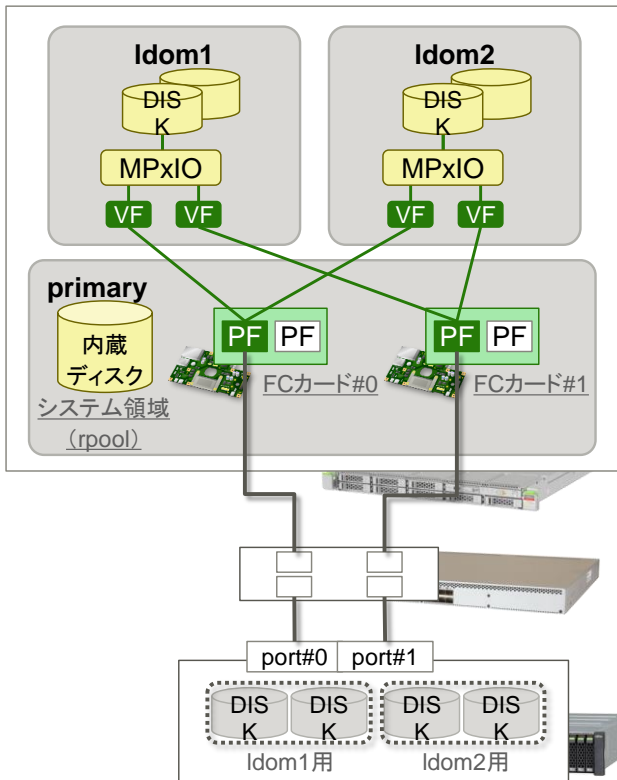 ldom1
ldom2
DIS
K
DIS
K
MPxIO
MPxIO
VF
VF
VF
VF
primary
内蔵
ディスク
システム領域
（rpool）
PF
PF
FCカード#0
PF
PF
FCカード#1
port#0
port#1
DIS
K
DIS
K
DIS
K
DIS
K
ldom1用
ldom2用